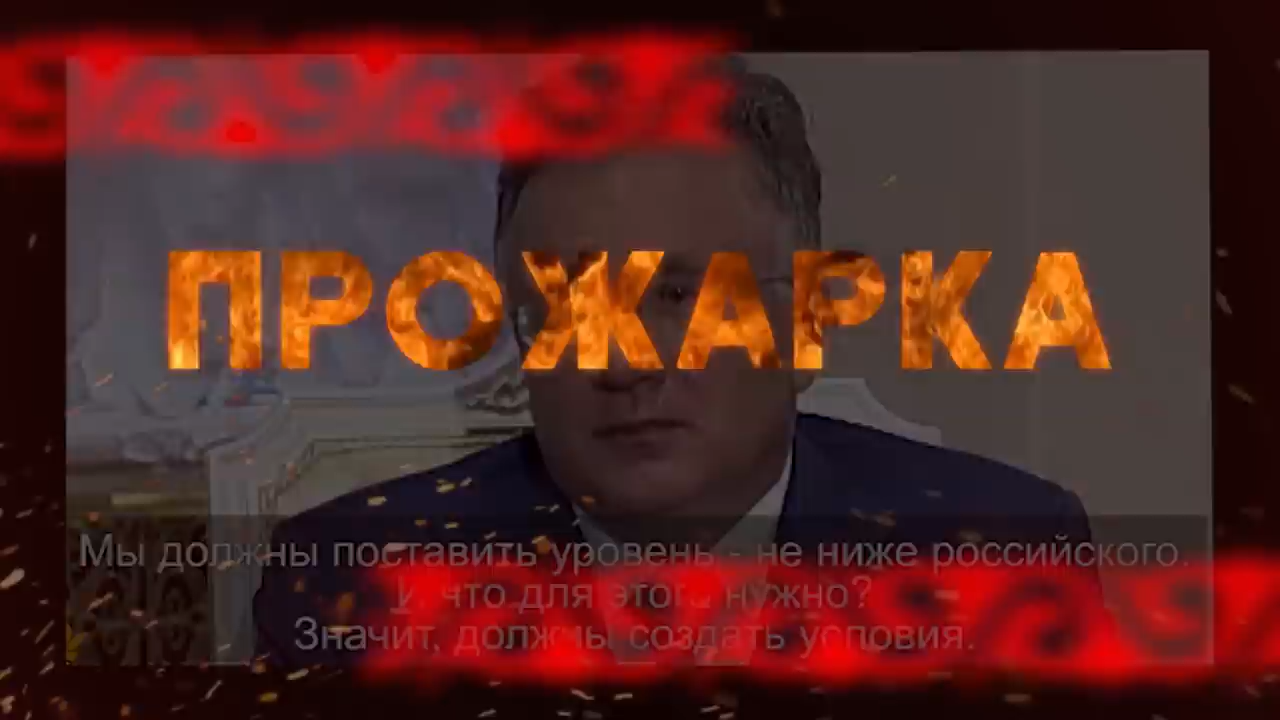 ПРОЖАРКА
Мы должны поставить уровень - не ниже российского.
И что для этого нужно?
Значит, должны создать условия.